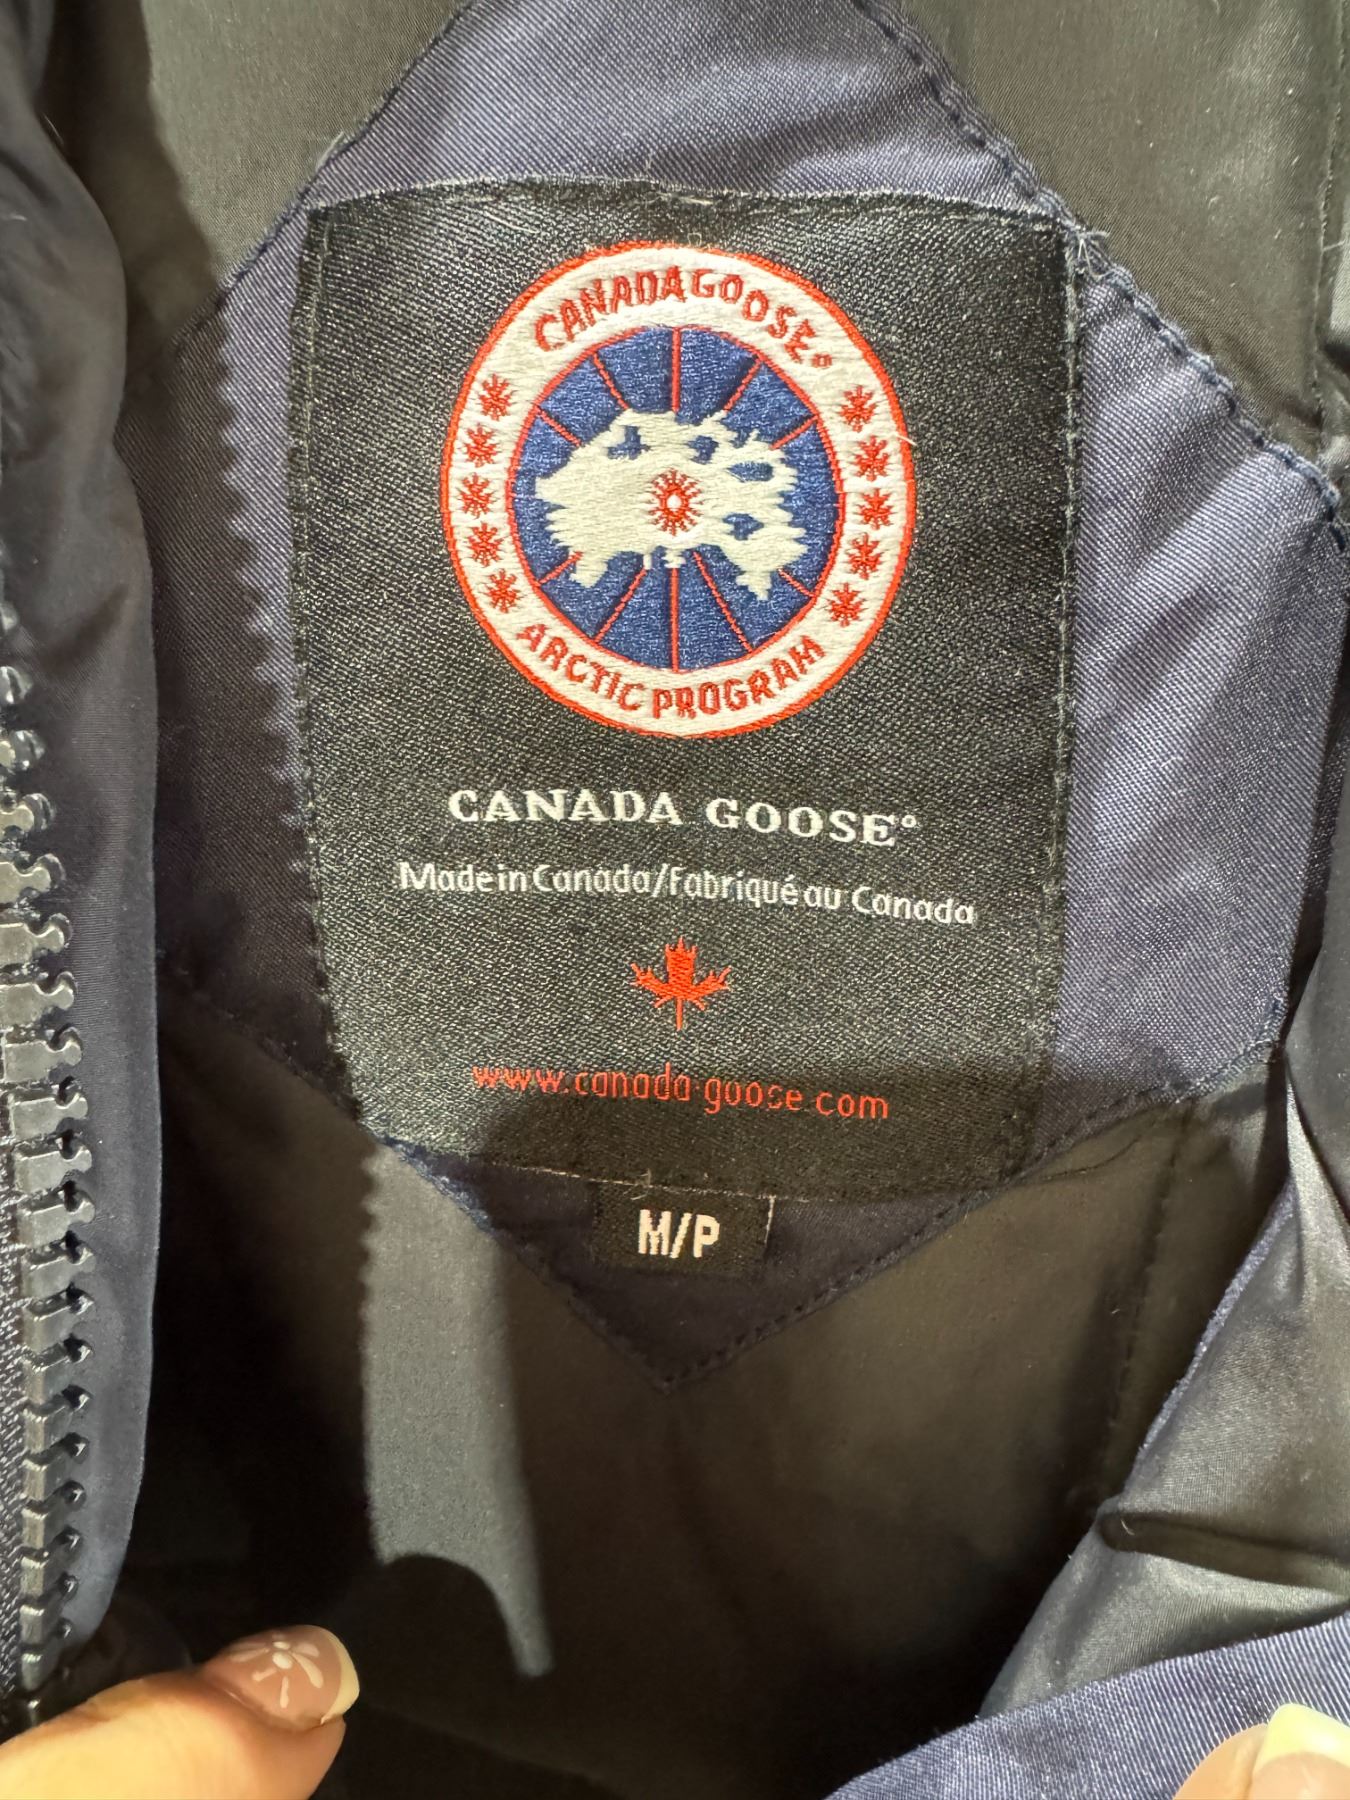 CANADA GOOSE®
ARCTIC PROGRAM
CANADA GOOSE®
Made in Canada/Fabriqué au Canada
www.canada-goose.com
M/P